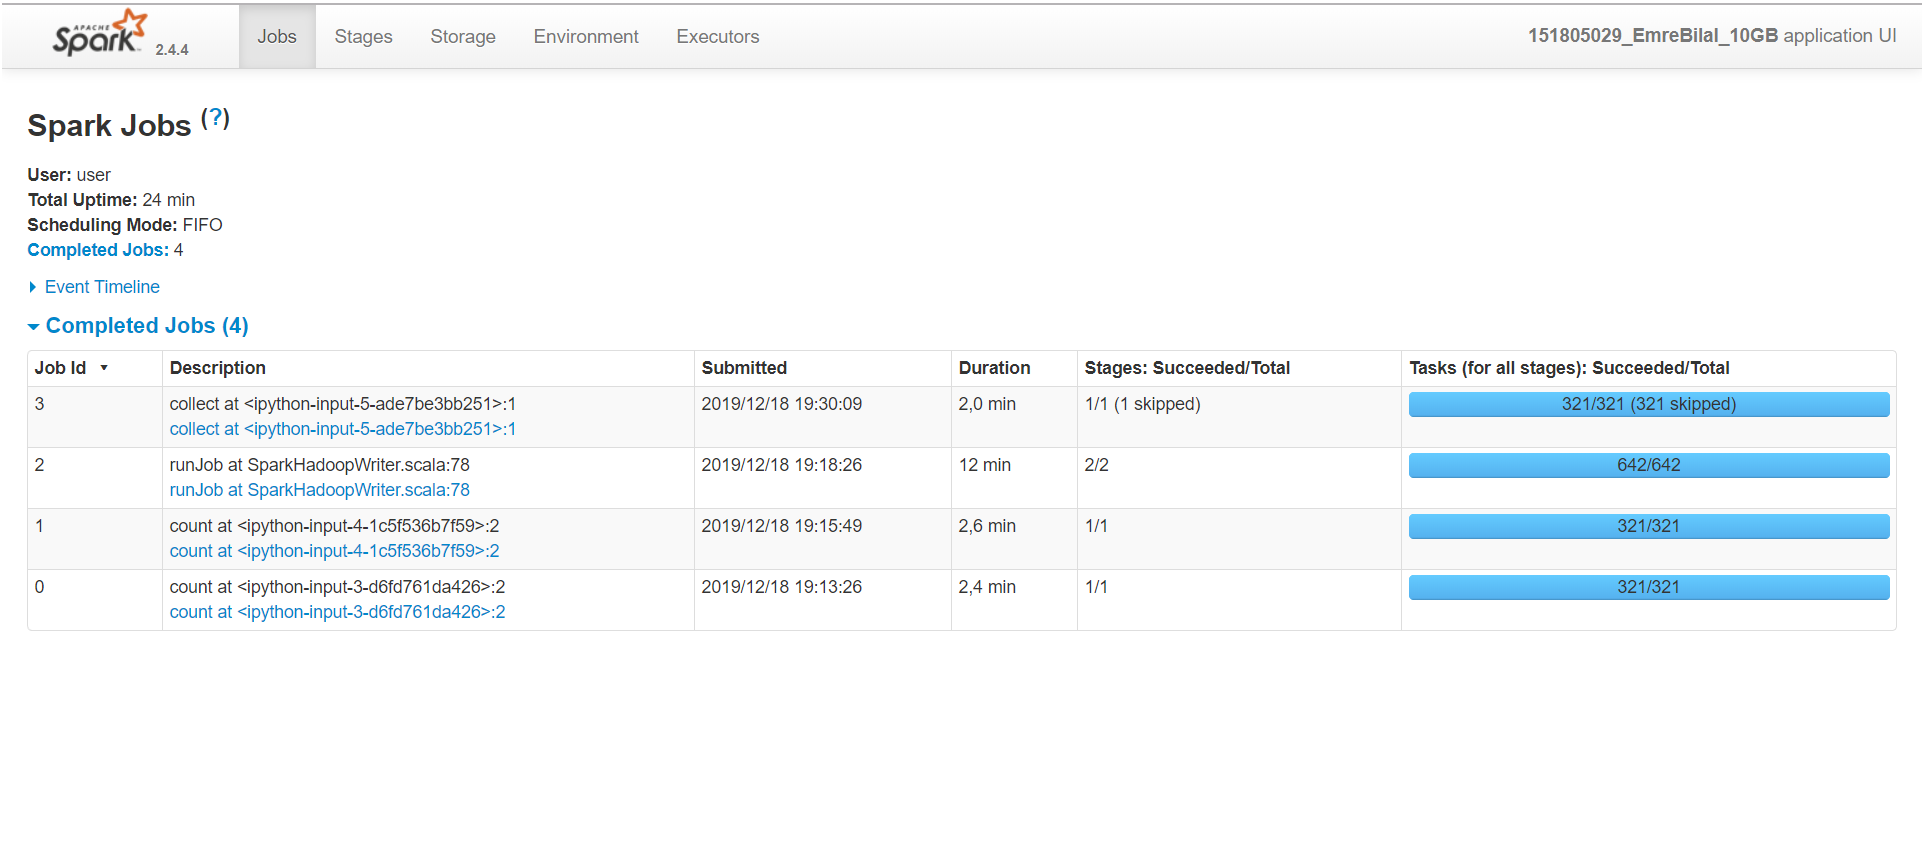 APACHE
Spark 2.4.4 Jobs Stages Storage Environment Executors 151805029_EmreBilal_10GB application UI
Spark Jobs (?)
User: user
Total Uptime: 24 min
Scheduling Mode: FIFO
Completed Jobs: 4
Event Timeline
Completed Jobs (4)
Job Id Description Submitted Duration Stages: Succeeded/Total Tasks (for all stages): Succeeded/Total
3 collect at <ipython-input-5-ade7be3bb251>:1 2019/12/18 19:30:09 2,0 min 1/1 (1 skipped) 321/321 (321 skipped)
collect at <ipython-input-5-ade7be3bb251>:1
2 runJob at SparkHadoopWriter.scala:78 2019/12/18 19:18:26 12 min 2/2 642/642
runJob at SparkHadoopWriter.scala:78
1 count at <ipython-input-4-1c5f536b7f59>:2 2019/12/18 19:15:49 2,6 min 1/1 321/321
count at <ipython-input-4-1c5f536b7f59>:2
0 count at <ipython-input-3-d6fd761da426>:2 2019/12/18 19:13:26 2,4 min 1/1 321/321
count at <ipython-input-3-d6fd761da426>:2